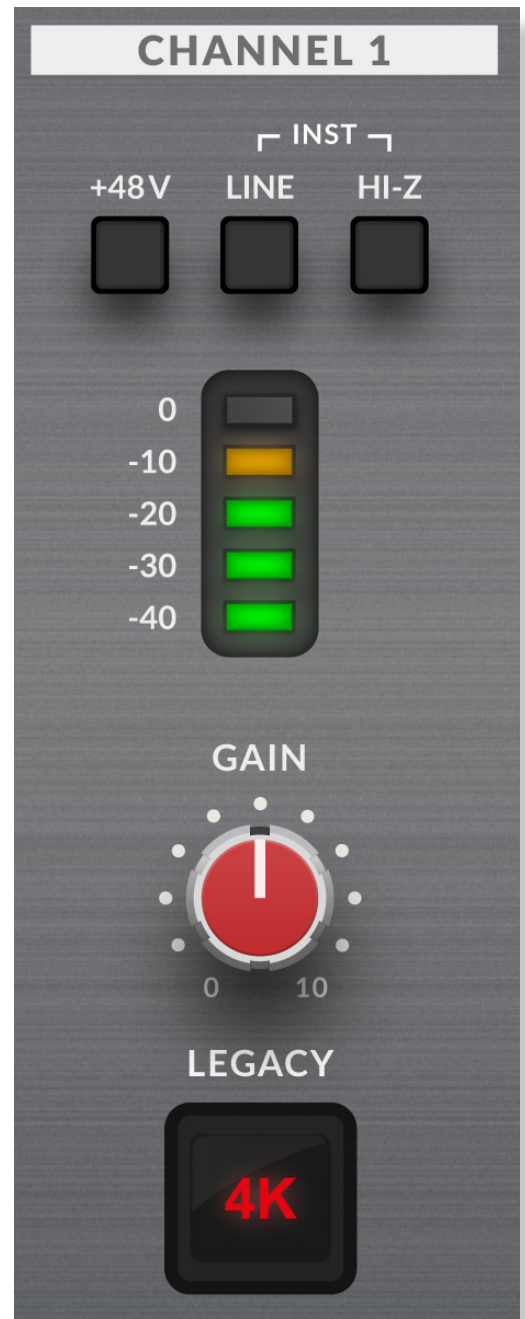 CHANNEL 1
INST
+48V LINE HI-Z
0
-10
-20
-30
-40
GAIN
0 10
LEGACY
4K